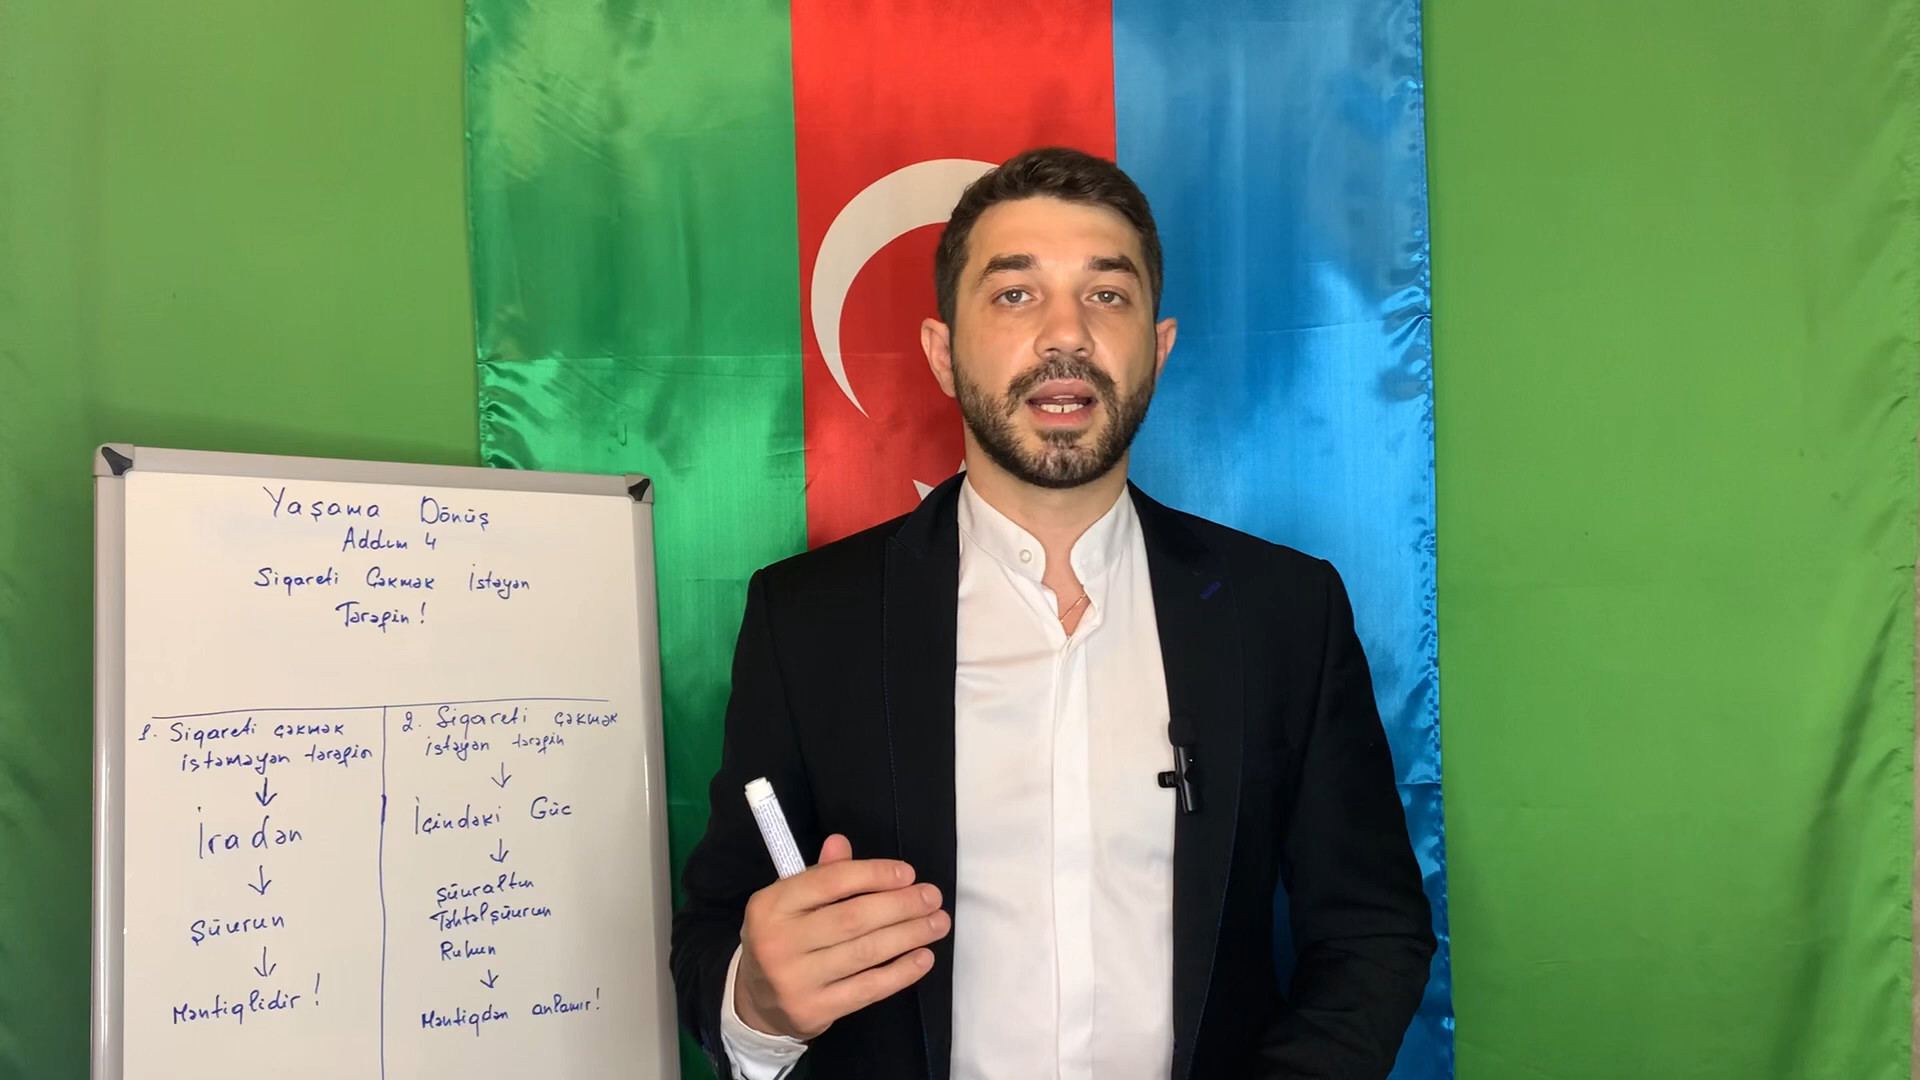 Yaşama Dönüş
Addım 4
Siqareti Çəkmək İstəyən
Tərəfin!
1. Siqareti çəkmək
istəməyən tərəfin
İradən
Şüurun
Məntiqlidir!
2. Siqareti çəkmək
istəyən tərəfin
İçindəki Güc
Şüuraltın
Təhtəlşüurun
Ruhun
Məntiqdən anlamır!